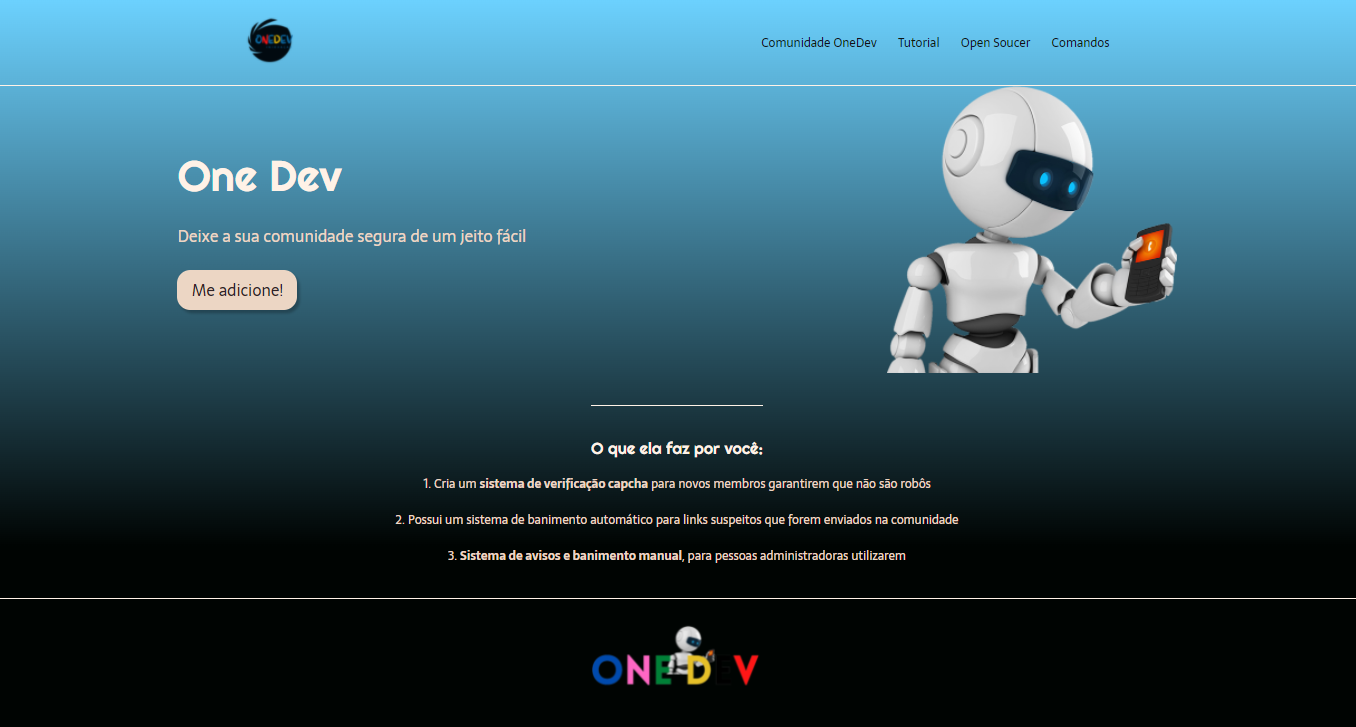 ONEDEV
Comunidade OneDev Tutorial Open Soucer Comandos
One Dev
Deixe a sua comunidade segura de um jeito fácil
Me adicione!
O que ela faz por você:
1. Cria um sistema de verificação capcha para novos membros garantirem que não são robôs
2. Possui um sistema de banimento automático para links suspeitos que forem enviados na comunidade
3. Sistema de avisos e banimento manual, para pessoas administradoras utilizarem
ONEDEV